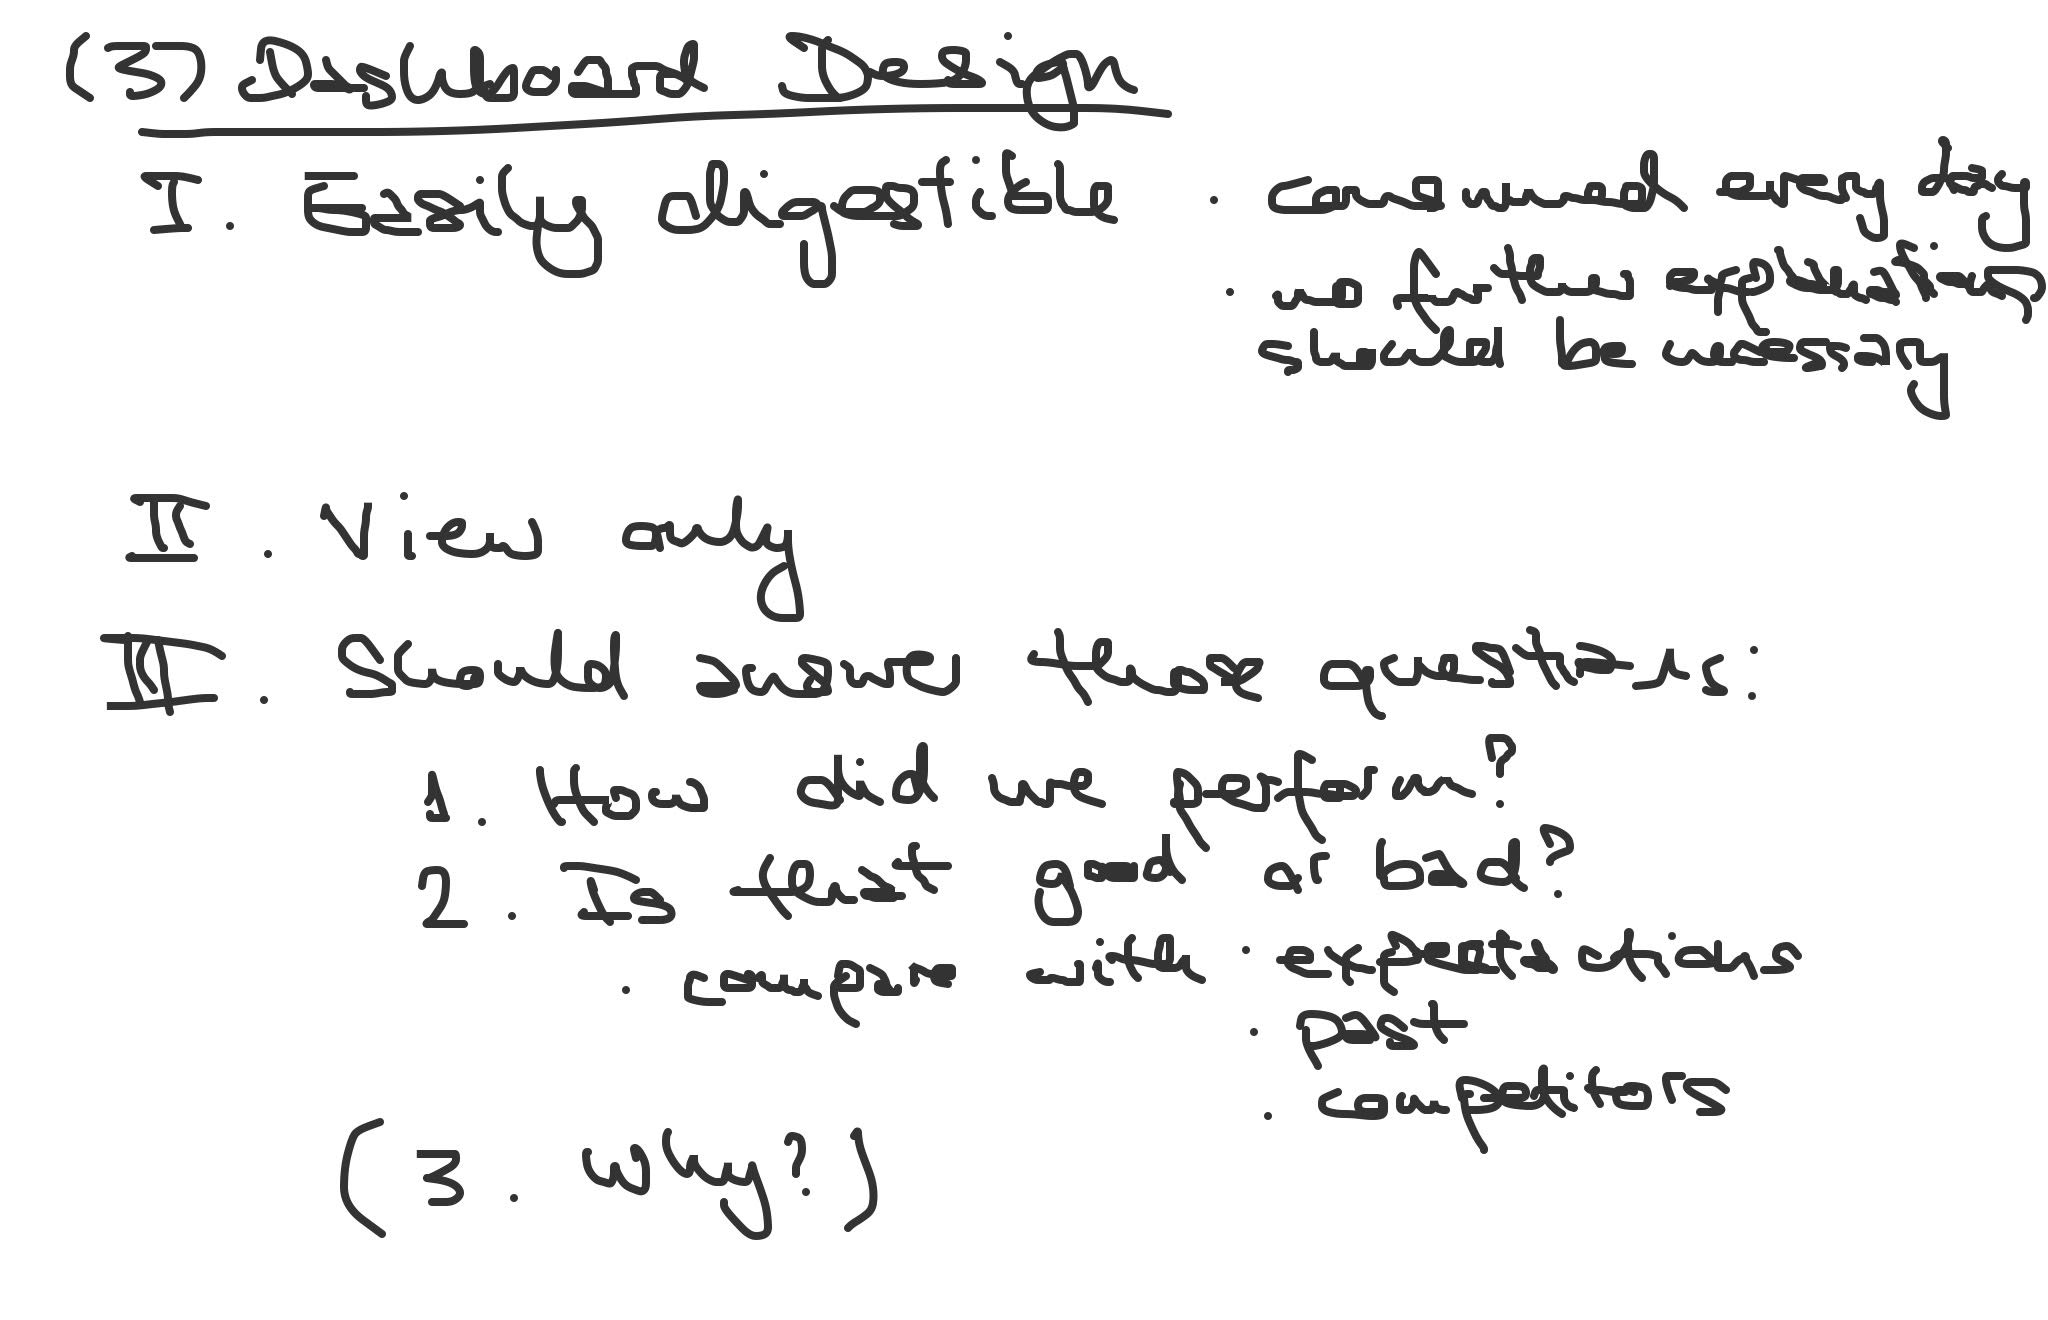 (3) Dashboard Design
I. Easily digestible · consumed every day
· no further explanations
should be necessary
II. View only
III. Should answer those questions:
1. How did we perform?
2. Is that good or bad?
· compare with · expectations
· past
· competitors
(3. Why?)